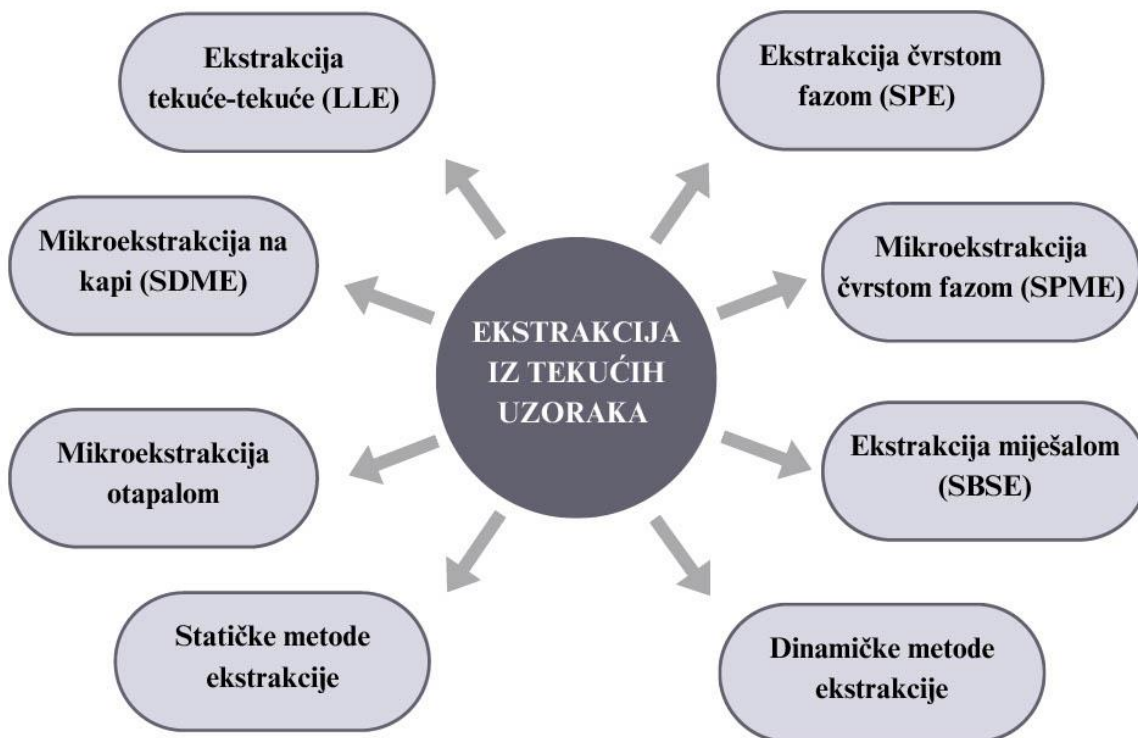 Ekstrakcija
tekuće-tekuće (LLE)
Ekstrakcija čvrstom
fazom (SPE)
Mikroekstrakcija na
kapi (SDME)
Mikroekstrakcija
čvrstom fazom (SPME)
EKSTRAKCIJA
IZ TEKUĆIH
UZORAKA
Mikroekstrakcija
otapalom
Ekstrakcija miješalom
(SBSE)
Statičke metode
ekstrakcije
Dinamičke metode
ekstrakcije